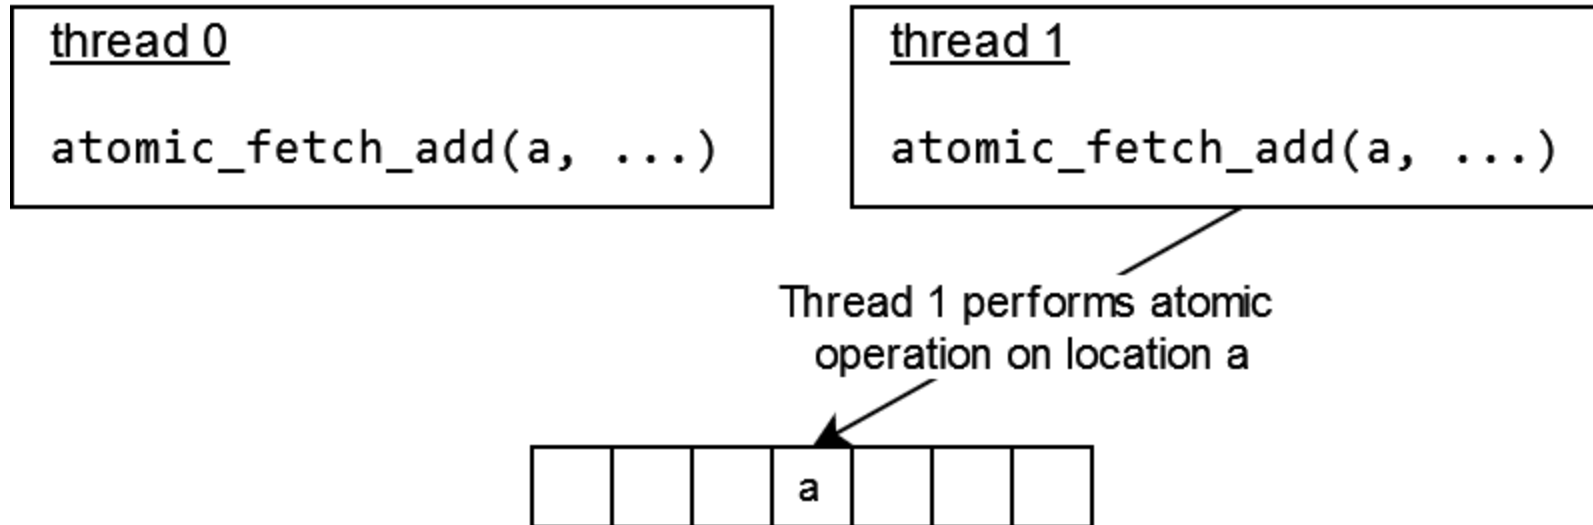 thread 0
atomic_fetch_add(a, ...)
thread 1
atomic_fetch_add(a, ...)
Thread 1 performs atomic
operation on location a
a